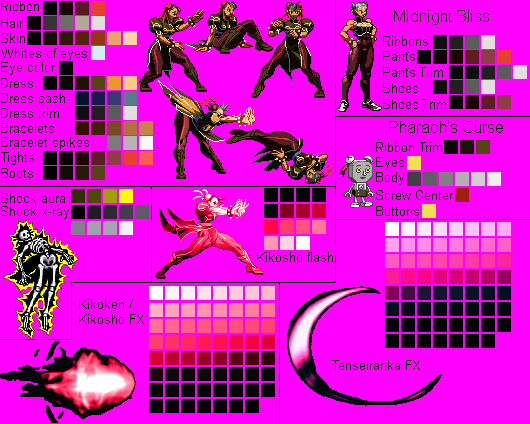 Ribbon
Hair
Skin
Whites of eyes
Eye color
Dress
Dress sash
Dress trim
Bracelets
Bracelet spikes
Tights
Boots
Midnight Bliss
Ribbons
Pants
Pants Trim
Shoes
Shoes Trim
Pharaoh's Curse
Ribbon Trim
Eyes
Body
Screw Center
Buttons
Shock aura
Shock x-ray
Kikosho flash
Kikoken /
Kikosho FX
Tenseiranka FX